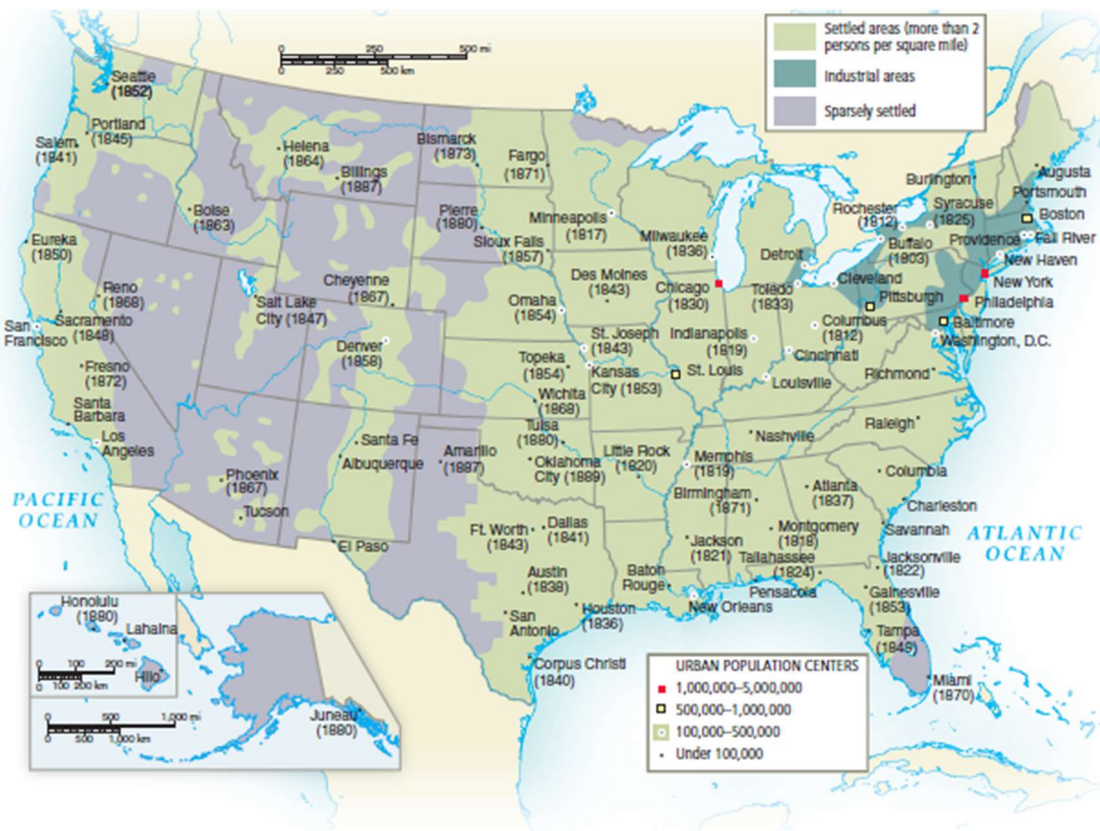 Settled areas (more than 2
persons per square mile)
Industrial areas
Sparsely settled
0 250 500 mi
0 250 500 km
Seattle
(1852)
Portland
(1845)
Salem
(1841)
Helena
(1864)
Billings
(1887)
Bismarck
(1873)
Fargo
(1871)
Boise
(1863)
Pierre
(1880)
Minneapolis
(1817)
Sioux Falls
(1857)
Milwaukee
(1836)
Detroit
Rochester
(1812)
Syracuse
(1825)
Burlington
Augusta
Portsmouth
Boston
Buffalo
(1803)
Providence
Fall River
New Haven
New York
Philadelphia
Eureka
(1850)
Reno
(1868)
Salt Lake
City (1847)
Cheyenne
(1867)
Des Moines
(1843)
Chicago
(1830)
Toledo
(1833)
Cleveland
Pittsburgh
Omaha
(1854)
San
Francisco
Sacramento
(1848)
Denver
(1858)
St. Joseph
(1843)
Indianapolis
(1819)
Columbus
(1812)
Baltimore
Washington, D.C.
Fresno
(1872)
Topeka
(1854)
Kansas
City (1853)
St. Louis
Cincinnati
Louisville
Richmond
Santa
Barbara
Wichita
(1868)
Los
Angeles
Santa Fe
Albuquerque
Amarillo
(1887)
Tulsa
(1880)
Oklahoma
City (1889)
Little Rock
(1820)
Memphis
(1819)
Nashville
Raleigh
Phoenix
(1867)
Tucson
Birmingham
(1871)
Atlanta
(1837)
Columbia
Charleston
PACIFIC
OCEAN
El Paso
Ft. Worth
(1843)
Dallas
(1841)
Jackson
(1821)
Montgomery
(1818)
Savannah
ATLANTIC
OCEAN
Austin
(1838)
Baton
Rouge
Tallahassee
(1824)
Jacksonville
(1822)
Pensacola
Gainesville
(1853)
San
Antonio
Houston
(1836)
New Orleans
Tampa
(1849)
Corpus Christi
(1840)
Miami
(1870)
Honolulu
(1880)
Lahaina
Hilo
0 100 200 mi
0 100 200 km
0 500 1,000 mi
0 500 1,000 km
Juneau
(1880)
URBAN POPULATION CENTERS
1,000,000–5,000,000
500,000–1,000,000
100,000–500,000
Under 100,000